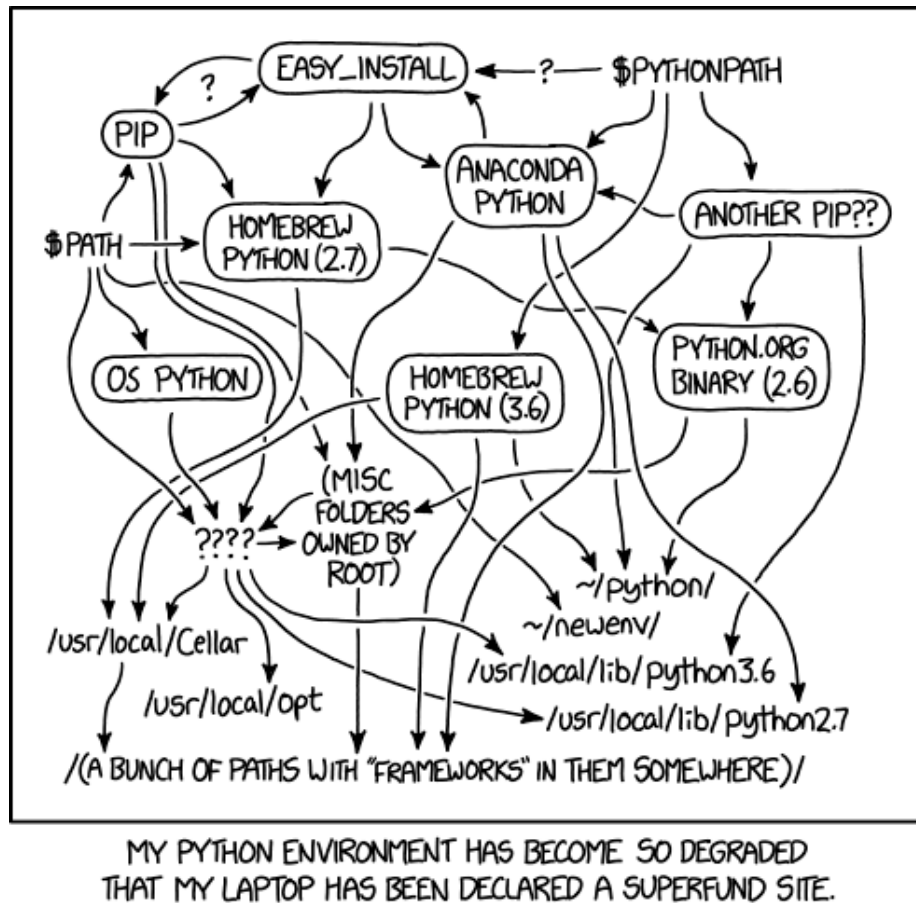 EASY_INSTALL
?
$PYTHONPATH
?
PIP
ANACONDA
PYTHON
ANOTHER PIP??
HOMEBREW
PYTHON (2.7)
$PATH
PYTHON.ORG
BINARY (2.6)
OS PYTHON
HOMEBREW
PYTHON (3.6)
(MISC
FOLDERS
OWNED BY
ROOT)
????
~/python/
~/newenv/
/usr/local/Cellar
/usr/local/lib/python3.6
/usr/local/opt
/usr/local/lib/python2.7
/(A BUNCH OF PATHS WITH "FRAMEWORKS" IN THEM SOMEWHERE)/
MY PYTHON ENVIRONMENT HAS BECOME SO DEGRADED
THAT MY LAPTOP HAS BEEN DECLARED A SUPERFUND SITE.